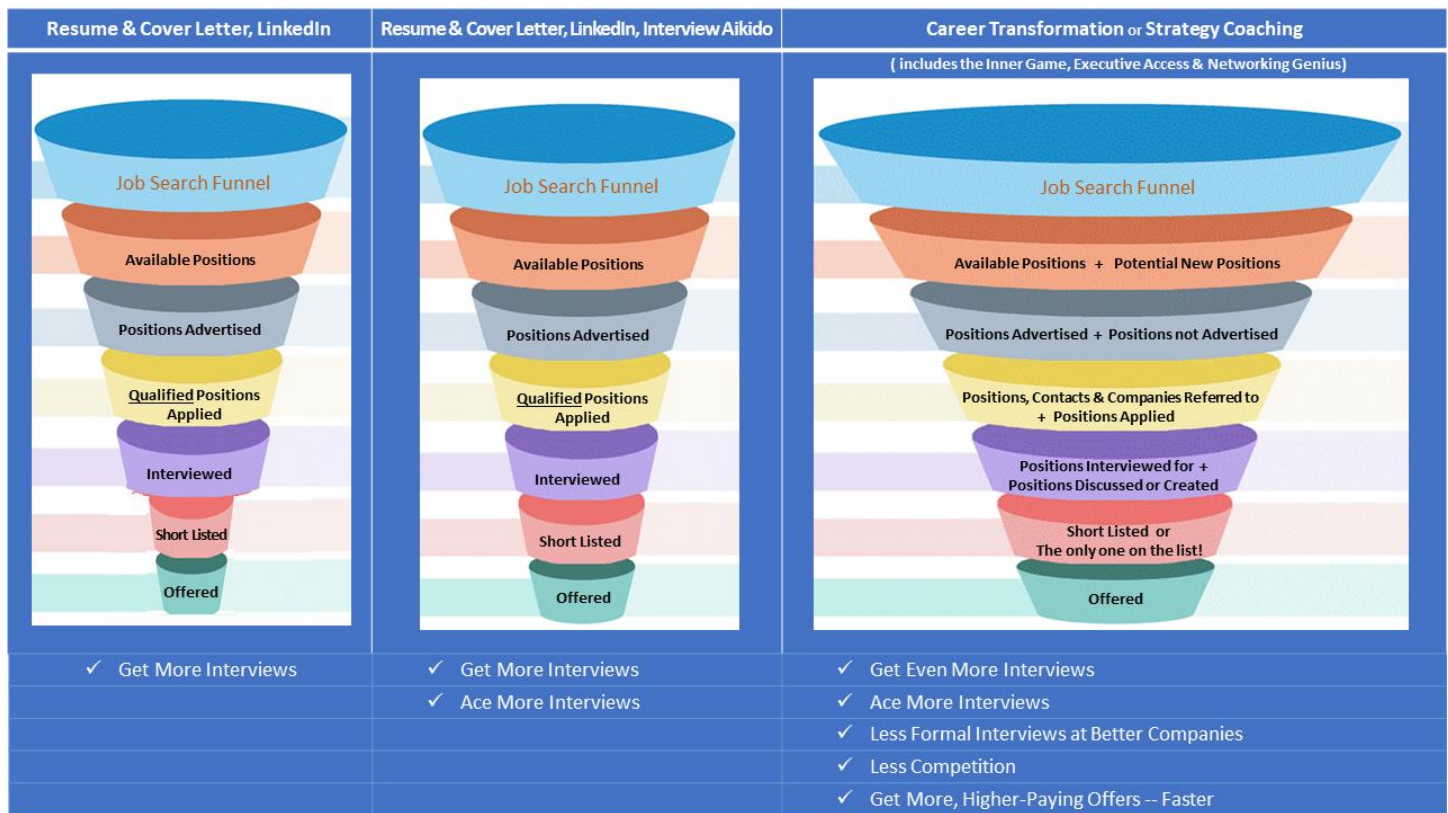 Resume & Cover Letter, LinkedIn
Resume & Cover Letter, LinkedIn, Interview Aikido
Career Transformation or Strategy Coaching
( includes the Inner Game, Executive Access & Networking Genius)
Job Search Funnel
Available Positions
Positions Advertised
Qualified Positions
Applied
Interviewed
Short Listed
Offered
Job Search Funnel
Available Positions
Positions Advertised
Qualified Positions
Applied
Interviewed
Short Listed
Offered
Job Search Funnel
Available Positions + Potential New Positions
Positions Advertised + Positions not Advertised
Positions, Contacts & Companies Referred to
+ Positions Applied
Positions Interviewed for +
Positions Discussed or Created
Short Listed or
The only one on the list!
Offered
✓ Get More Interviews
✓ Get More Interviews
✓ Ace More Interviews
✓ Get Even More Interviews
✓ Ace More Interviews
✓ Less Formal Interviews at Better Companies
✓ Less Competition
✓ Get More, Higher-Paying Offers -- Faster